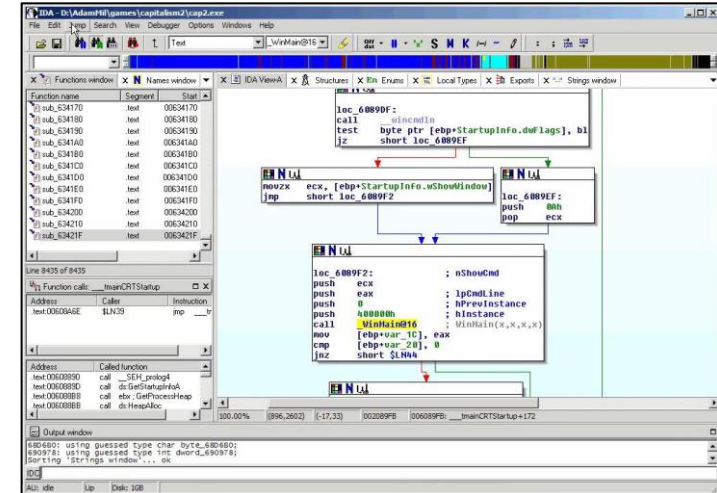 IDA - D:\AdamHil\games\capitalism2\cap2.exe
File Edit Jump Search View Debugger Options Windows Help
Text
_WinMain@16
Functions window
Names window
IDA View-A
Structures
En Enums
Local Types
Exports
Strings window
Function name Segment Start
sub_634170 .text 00634170
sub_634180 .text 00634180
sub_634190 .text 00634190
sub_6341A0 .text 006341A0
sub_6341B0 .text 006341B0
sub_6341C0 .text 006341C0
sub_6341D0 .text 006341D0
sub_6341E0 .text 006341E0
sub_6341F0 .text 006341F0
sub_634200 .text 00634200
sub_634210 .text 00634210
sub_63421F .text 0063421F
Line 8435 of 8435
Function calls: ___tmainCRTStartup
Address Caller Instruction
.text:00608A6E $LN39 jmp ___tr
Address Called function
.text:00608890 call __SEH_prolog4
.text:0060889D call ds:GetStartupInfoA
.text:006088B8 call ebx ; GetProcessHeap
.text:006088BB call ds:HeapAlloc
loc_6089DF:
call __wincmdln
test byte ptr [ebp+StartupInfo.dwFlags], bl
jz short loc_6089EF
movzx ecx, [ebp+StartupInfo.wShowWindow]
jmp short loc_6089F2
loc_6089EF:
push 0Ah
pop ecx
loc_6089F2: ; nShowCmd
push ecx
push eax ; lpCmdLine
push 0 ; hPrevInstance
push 400000h ; hInstance
call _WinMain@16 ; WinMain(x,x,x,x)
mov [ebp+var_1C], eax
cmp [ebp+var_20], 0
jnz short $LN44
100.00% (896,2602) (-17,33) 002089FB 006089FB: ___tmainCRTStartup+172
Output window
68D680: using guessed type char byte_68D680;
690978: using guessed type int dword_690978;
Sorting 'Strings window'... ok
IDC
AU: idle Up Disk: 1GB